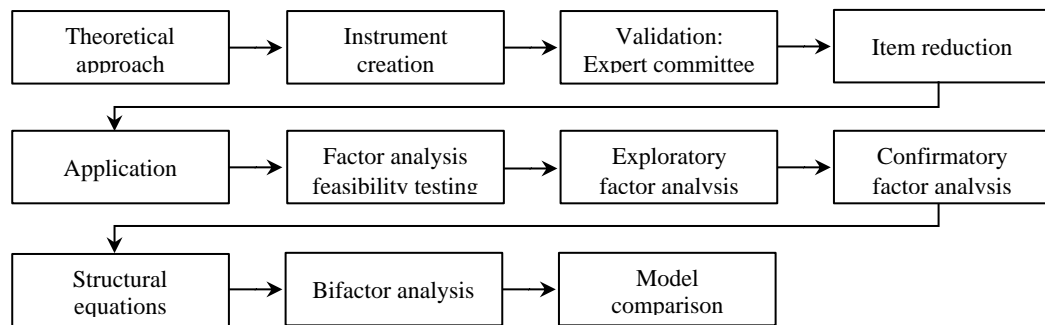 Theoretical
approach
Instrument
creation
Validation:
Expert committee
Item reduction
Application
Factor analysis
feasibility testing
Exploratory
factor analysis
Confirmatory
factor analysis
Structural
equations
Bifactor analysis
Model
comparison